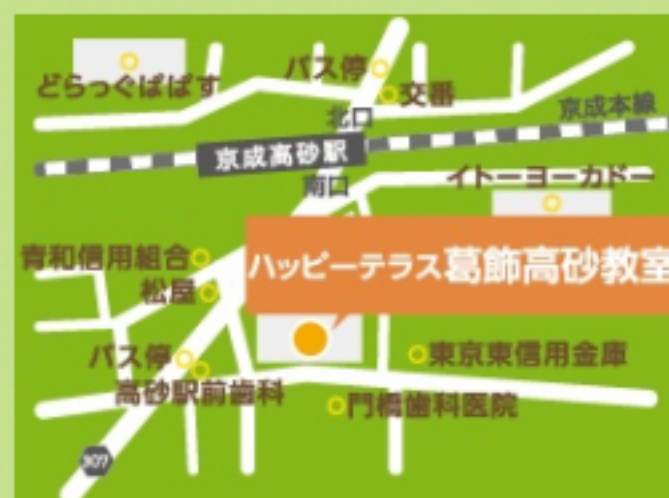 バス停
どらっぐぱぱす
交番
北口
京成本線
京成高砂駅
南口
イトーヨーカドー
青和信用組合
ハッピーテラス葛飾高砂教室
松屋
バス停
東京東信用金庫
高砂駅前歯科
門橋歯科医院
307